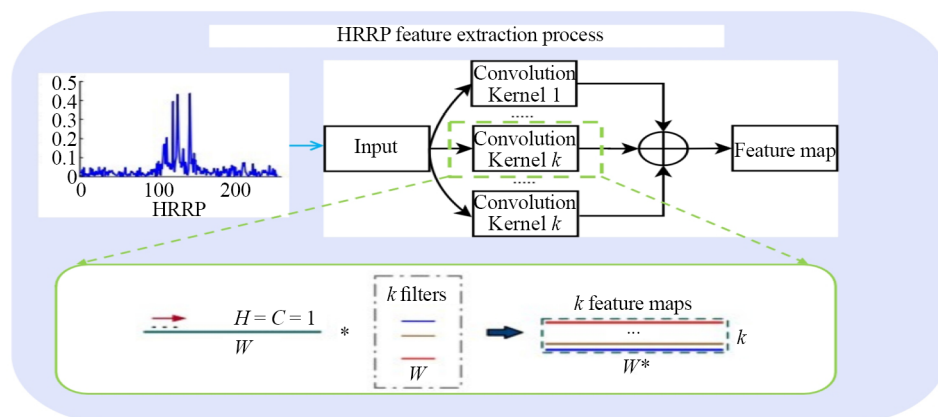 HRRP feature extraction process
0.5
0.4
0.3
0.2
0.1
0
0 100 200
HRRP
Input
Convolution
Kernel 1
.....
Convolution
Kernel k
.....
Convolution
Kernel k
Feature map
H = C = 1
W
*
k filters
W
k feature maps
...
k
W*